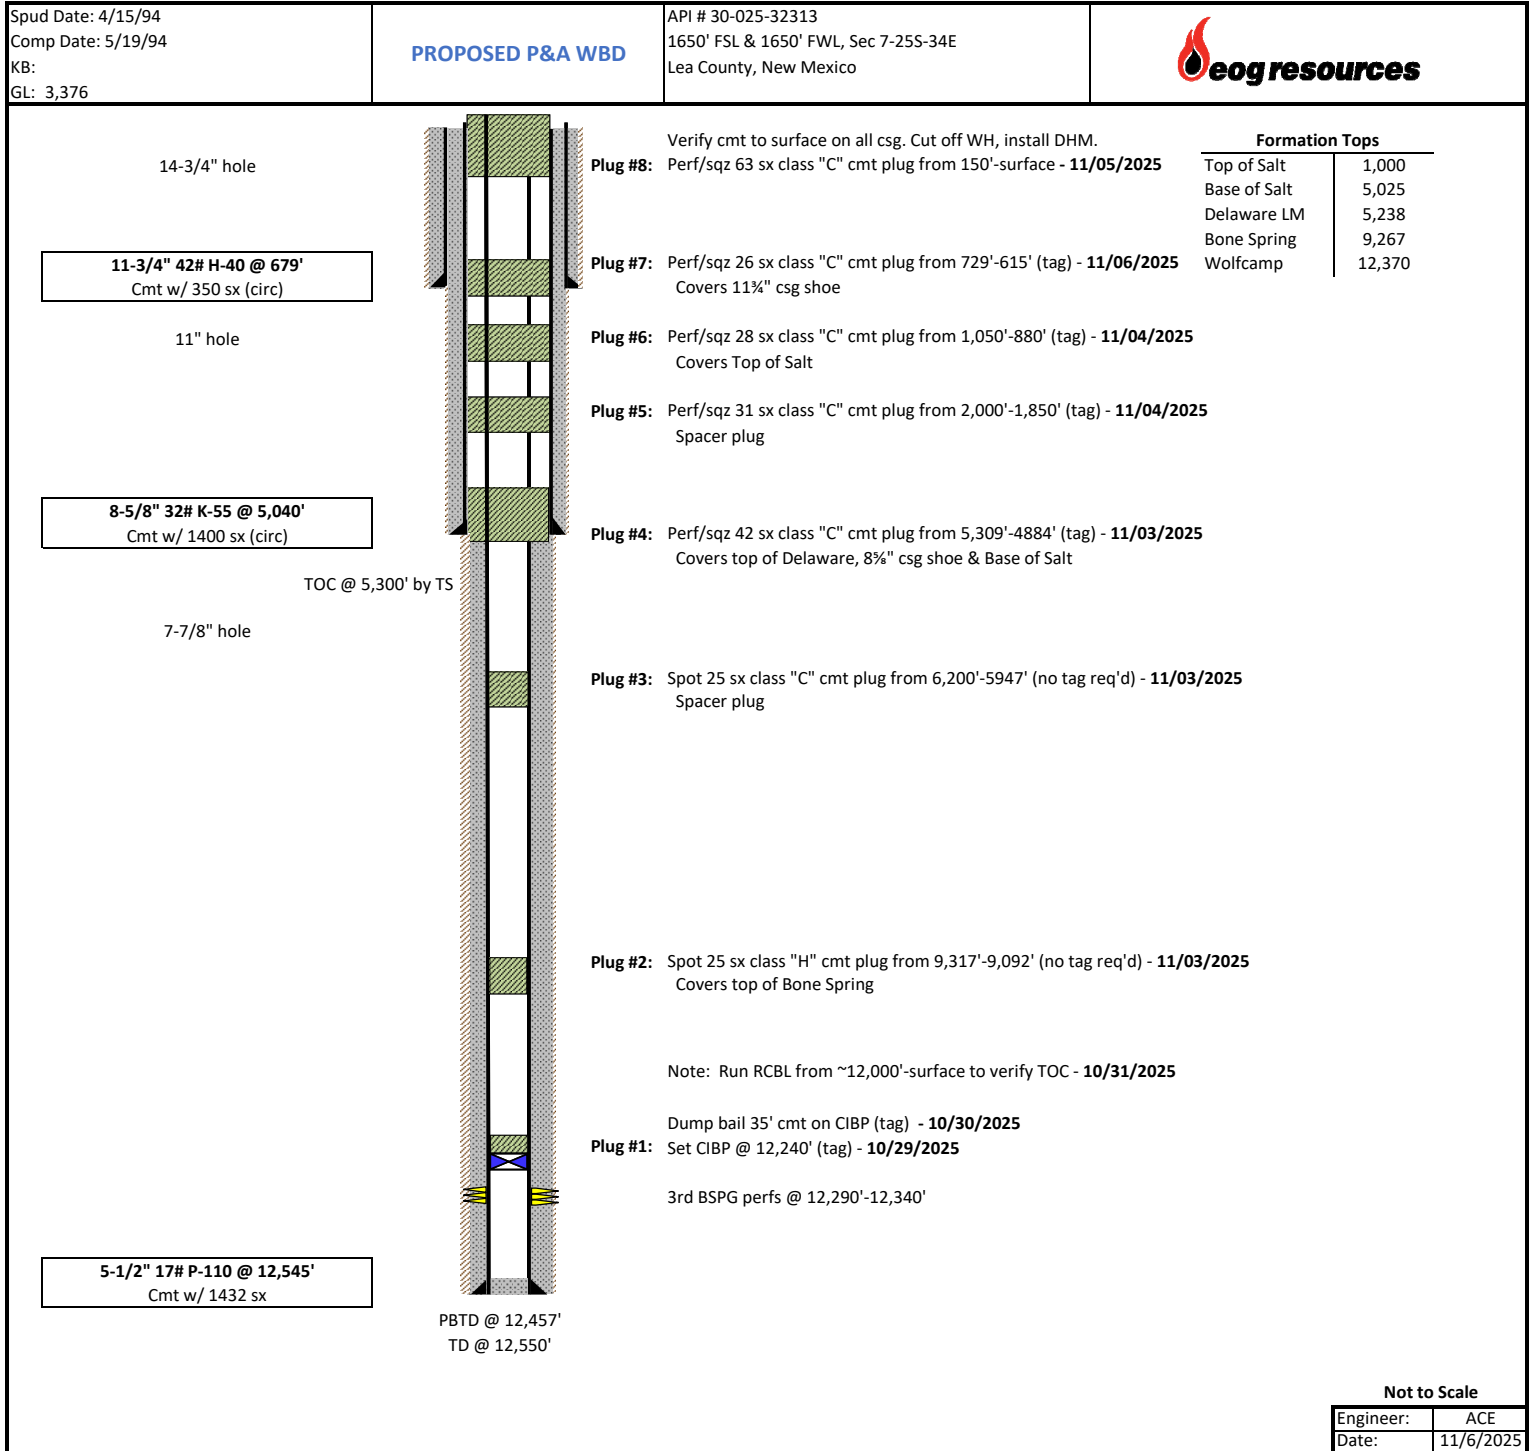 Spud Date: 4/15/94
Comp Date: 5/19/94
KB:
GL: 3,376
PROPOSED P&A WBD
API # 30-025-32313
1650' FSL & 1650' FWL, Sec 7-25S-34E
Lea County, New Mexico
eog resources
Verify cmt to surface on all csg. Cut off WH, install DHM.
Plug #8: Perf/sqz 63 sx class "C" cmt plug from 150'-surface - 11/05/2025
14-3/4" hole
Formation Tops
Top of Salt 1,000
Base of Salt 5,025
Delaware LM 5,238
Bone Spring 9,267
Wolfcamp 12,370
11-3/4" 42# H-40 @ 679'
Cmt w/ 350 sx (circ)
Plug #7: Perf/sqz 26 sx class "C" cmt plug from 729'-615' (tag) - 11/06/2025
Covers 11¾" csg shoe
11" hole
Plug #6: Perf/sqz 28 sx class "C" cmt plug from 1,050'-880' (tag) - 11/04/2025
Covers Top of Salt
Plug #5: Perf/sqz 31 sx class "C" cmt plug from 2,000'-1,850' (tag) - 11/04/2025
Spacer plug
8-5/8" 32# K-55 @ 5,040'
Cmt w/ 1400 sx (circ)
Plug #4: Perf/sqz 42 sx class "C" cmt plug from 5,309'-4884' (tag) - 11/03/2025
Covers top of Delaware, 8⅝" csg shoe & Base of Salt
TOC @ 5,300' by TS
7-7/8" hole
Plug #3: Spot 25 sx class "C" cmt plug from 6,200'-5947' (no tag req'd) - 11/03/2025
Spacer plug
Plug #2: Spot 25 sx class "H" cmt plug from 9,317'-9,092' (no tag req'd) - 11/03/2025
Covers top of Bone Spring
Note: Run RCBL from ~12,000'-surface to verify TOC - 10/31/2025
Dump bail 35' cmt on CIBP (tag) - 10/30/2025
Plug #1: Set CIBP @ 12,240' (tag) - 10/29/2025
3rd BSPG perfs @ 12,290'-12,340'
5-1/2" 17# P-110 @ 12,545'
Cmt w/ 1432 sx
PBTD @ 12,457'
TD @ 12,550'
Not to Scale
Engineer: ACE
Date: 11/6/2025